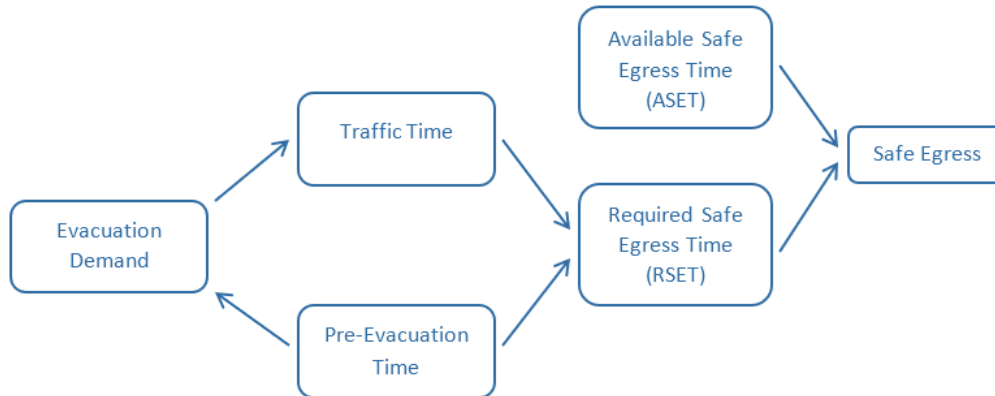 Available Safe
Egress Time
(ASET)
Traffic Time
Safe Egress
Evacuation
Demand
Required Safe
Egress Time
(RSET)
Pre-Evacuation
Time